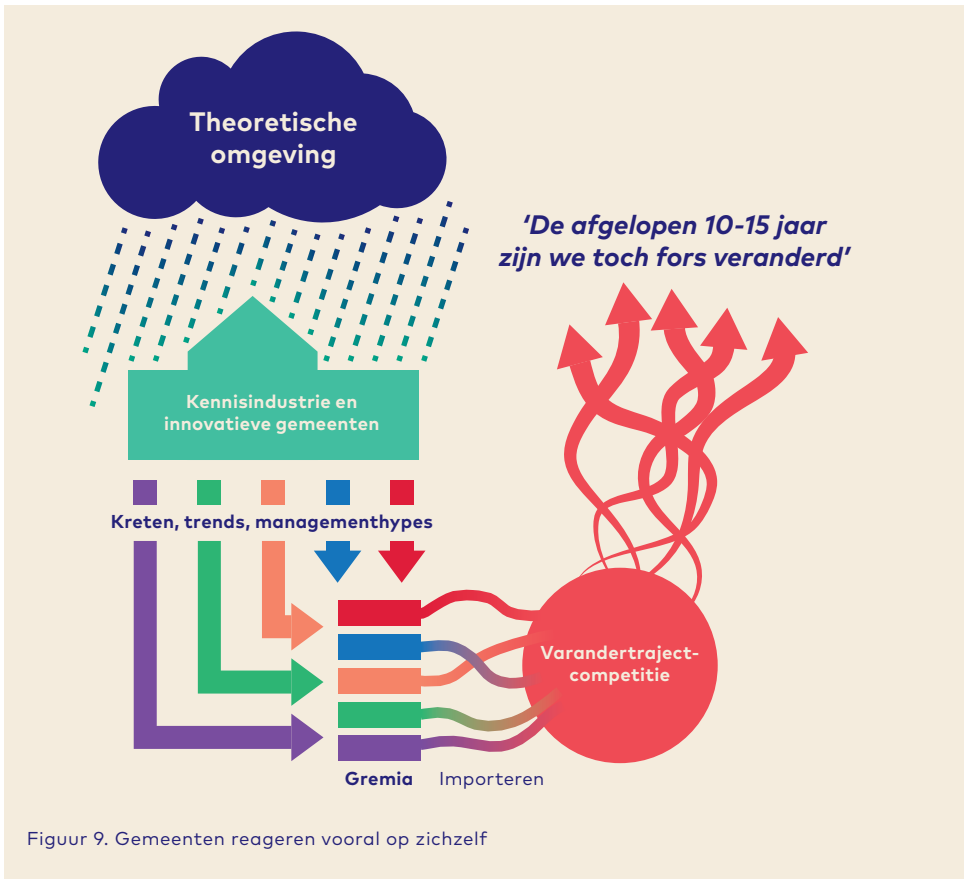 Theoretische
omgeving
'De afgelopen 10-15 jaar
zijn we toch fors veranderd'
Kennisindustrie en
innovatieve gemeenten
Kreten, trends, managementhypes
Varandertraject-
competitie
Gremia
Importeren
Figuur 9. Gemeenten reageren vooral op zichzelf